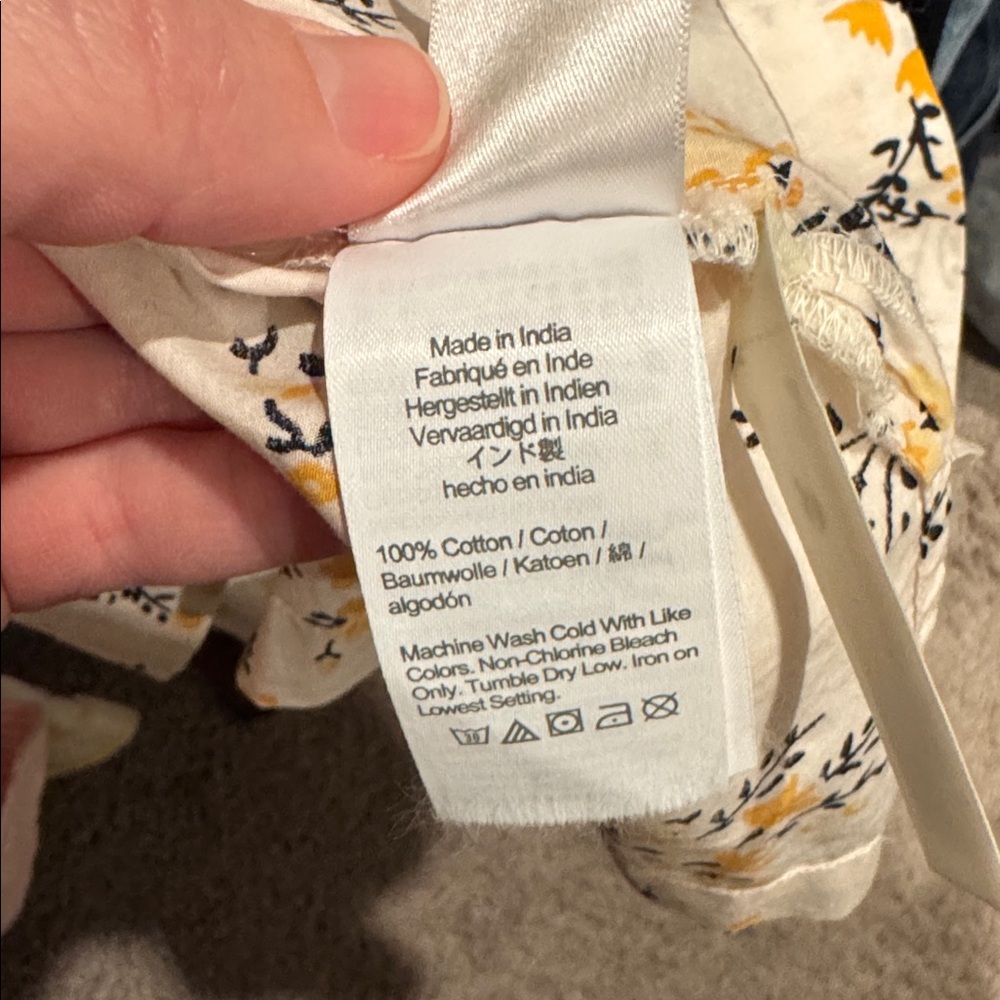 Made in India
Fabriqué en Inde
Hergestellt in Indien
Vervaardigd in India
インド製
hecho en india
100% Cotton / Coton /
Baumwolle / Katoen / 綿 /
algodón
Machine Wash Cold With Like
Colors. Non-Chlorine Bleach
Only. Tumble Dry Low. Iron on
Lowest Setting.
30